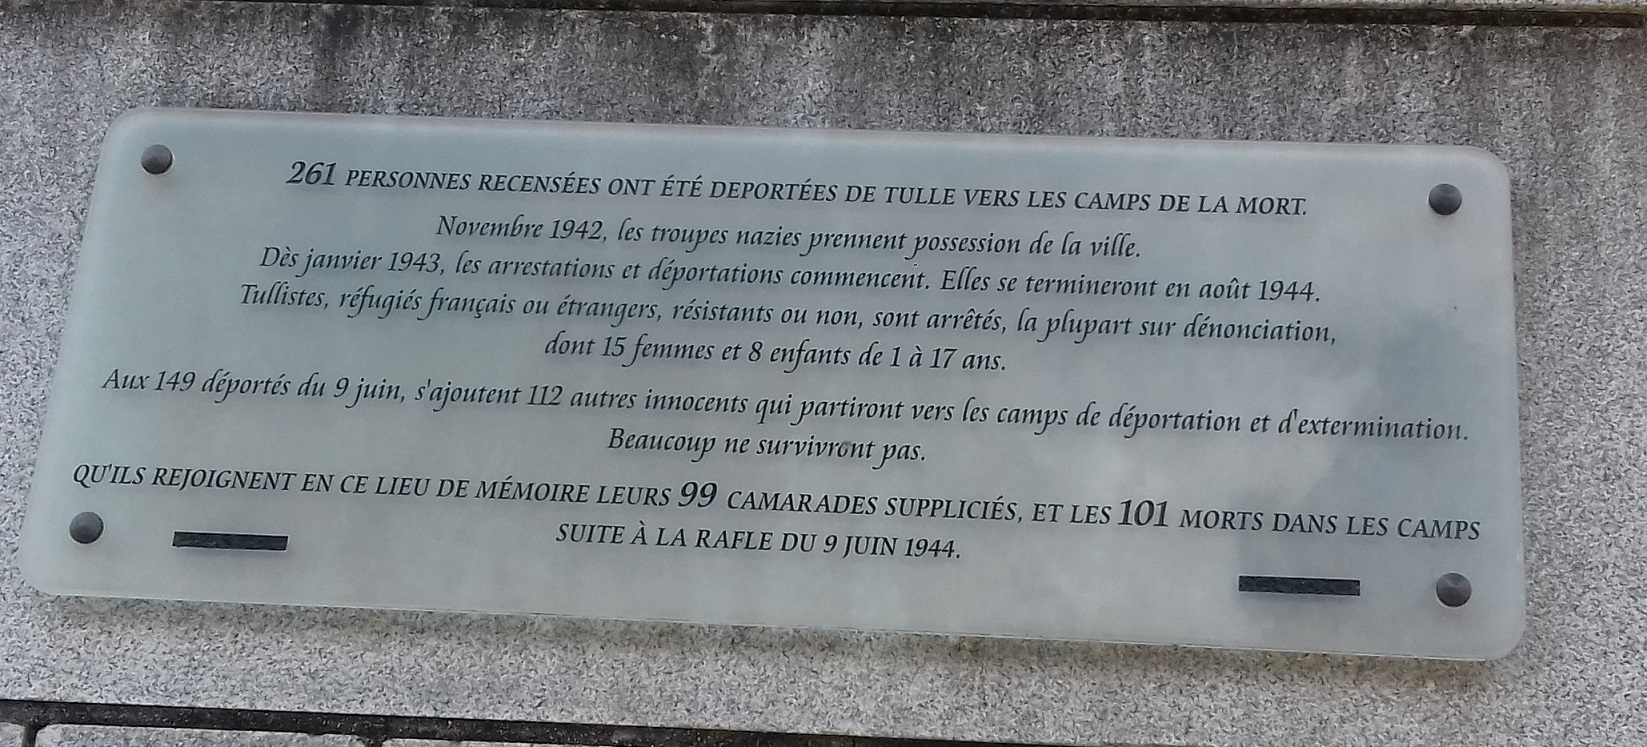 261 PERSONNES RECENSÉES ONT ÉTÉ DEPORTÉES DE TULLE VERS LES CAMPS DE LA MORT.
Novembre 1942, les troupes nazies prennent possession de la ville.
Dès janvier 1943, les arrestations et déportations commencent. Elles se termineront en août 1944.
Tullistes, réfugiés français ou étrangers, résistants ou non, sont arrêtés, la plupart sur dénonciation,
dont 15 femmes et 8 enfants de 1 à 17 ans.
Aux 149 déportés du 9 juin, s'ajoutent 112 autres innocents qui partiront vers les camps de déportation et d'extermination.
Beaucoup ne survivront pas.
QU'ILS REJOIGNENT EN CE LIEU DE MÉMOIRE LEURS 99 CAMARADES SUPPLICIÉS, ET LES 101 MORTS DANS LES CAMPS
SUITE À LA RAFLE DU 9 JUIN 1944.